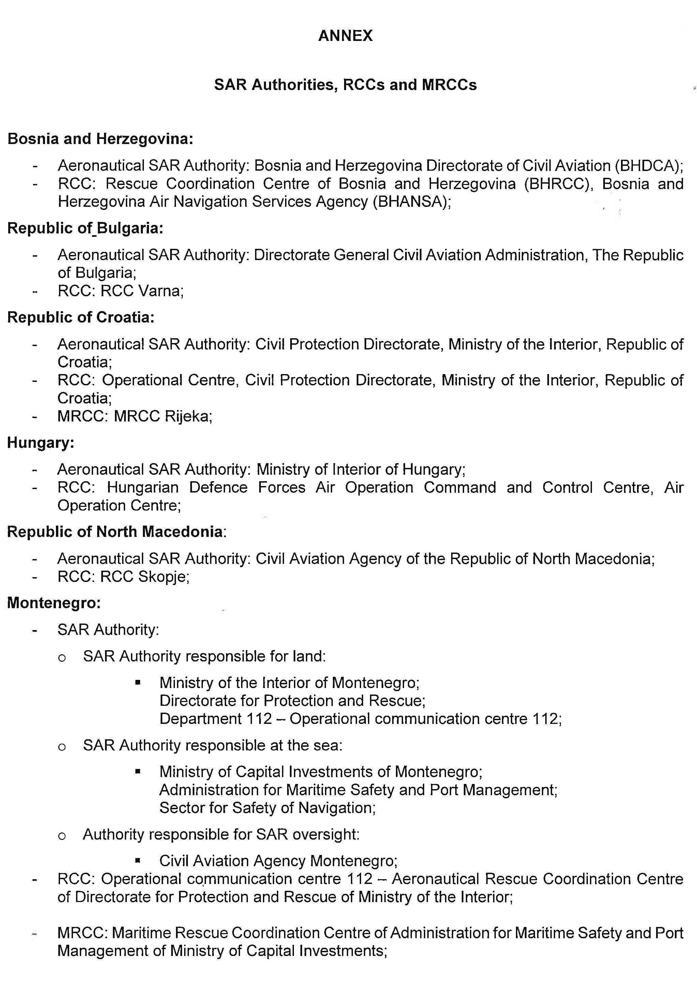 ANNEX
SAR Authorities, RCCs and MRCCs
Bosnia and Herzegovina:
- Aeronautical SAR Authority: Bosnia and Herzegovina Directorate of Civil Aviation (BHDCA);
- RCC: Rescue Coordination Centre of Bosnia and Herzegovina (BHRCC), Bosnia and
Herzegovina Air Navigation Services Agency (BHANSA);
Republic of Bulgaria:
- Aeronautical SAR Authority: Directorate General Civil Aviation Administration, The Republic
of Bulgaria;
- RCC: RCC Varna;
Republic of Croatia:
- Aeronautical SAR Authority: Civil Protection Directorate, Ministry of the Interior, Republic of
Croatia;
- RCC: Operational Centre, Civil Protection Directorate, Ministry of the Interior, Republic of
Croatia;
- MRCC: MRCC Rijeka;
Hungary:
- Aeronautical SAR Authority: Ministry of Interior of Hungary;
- RCC: Hungarian Defence Forces Air Operation Command and Control Centre, Air
Operation Centre;
Republic of North Macedonia:
- Aeronautical SAR Authority: Civil Aviation Agency of the Republic of North Macedonia;
- RCC: RCC Skopje;
Montenegro:
- SAR Authority:
o SAR Authority responsible for land:
▪ Ministry of the Interior of Montenegro;
Directorate for Protection and Rescue;
Department 112 – Operational communication centre 112;
o SAR Authority responsible at the sea:
▪ Ministry of Capital Investments of Montenegro;
Administration for Maritime Safety and Port Management;
Sector for Safety of Navigation;
o Authority responsible for SAR oversight:
▪ Civil Aviation Agency Montenegro;
- RCC: Operational communication centre 112 – Aeronautical Rescue Coordination Centre
of Directorate for Protection and Rescue of Ministry of the Interior;
- MRCC: Maritime Rescue Coordination Centre of Administration for Maritime Safety and Port
Management of Ministry of Capital Investments;